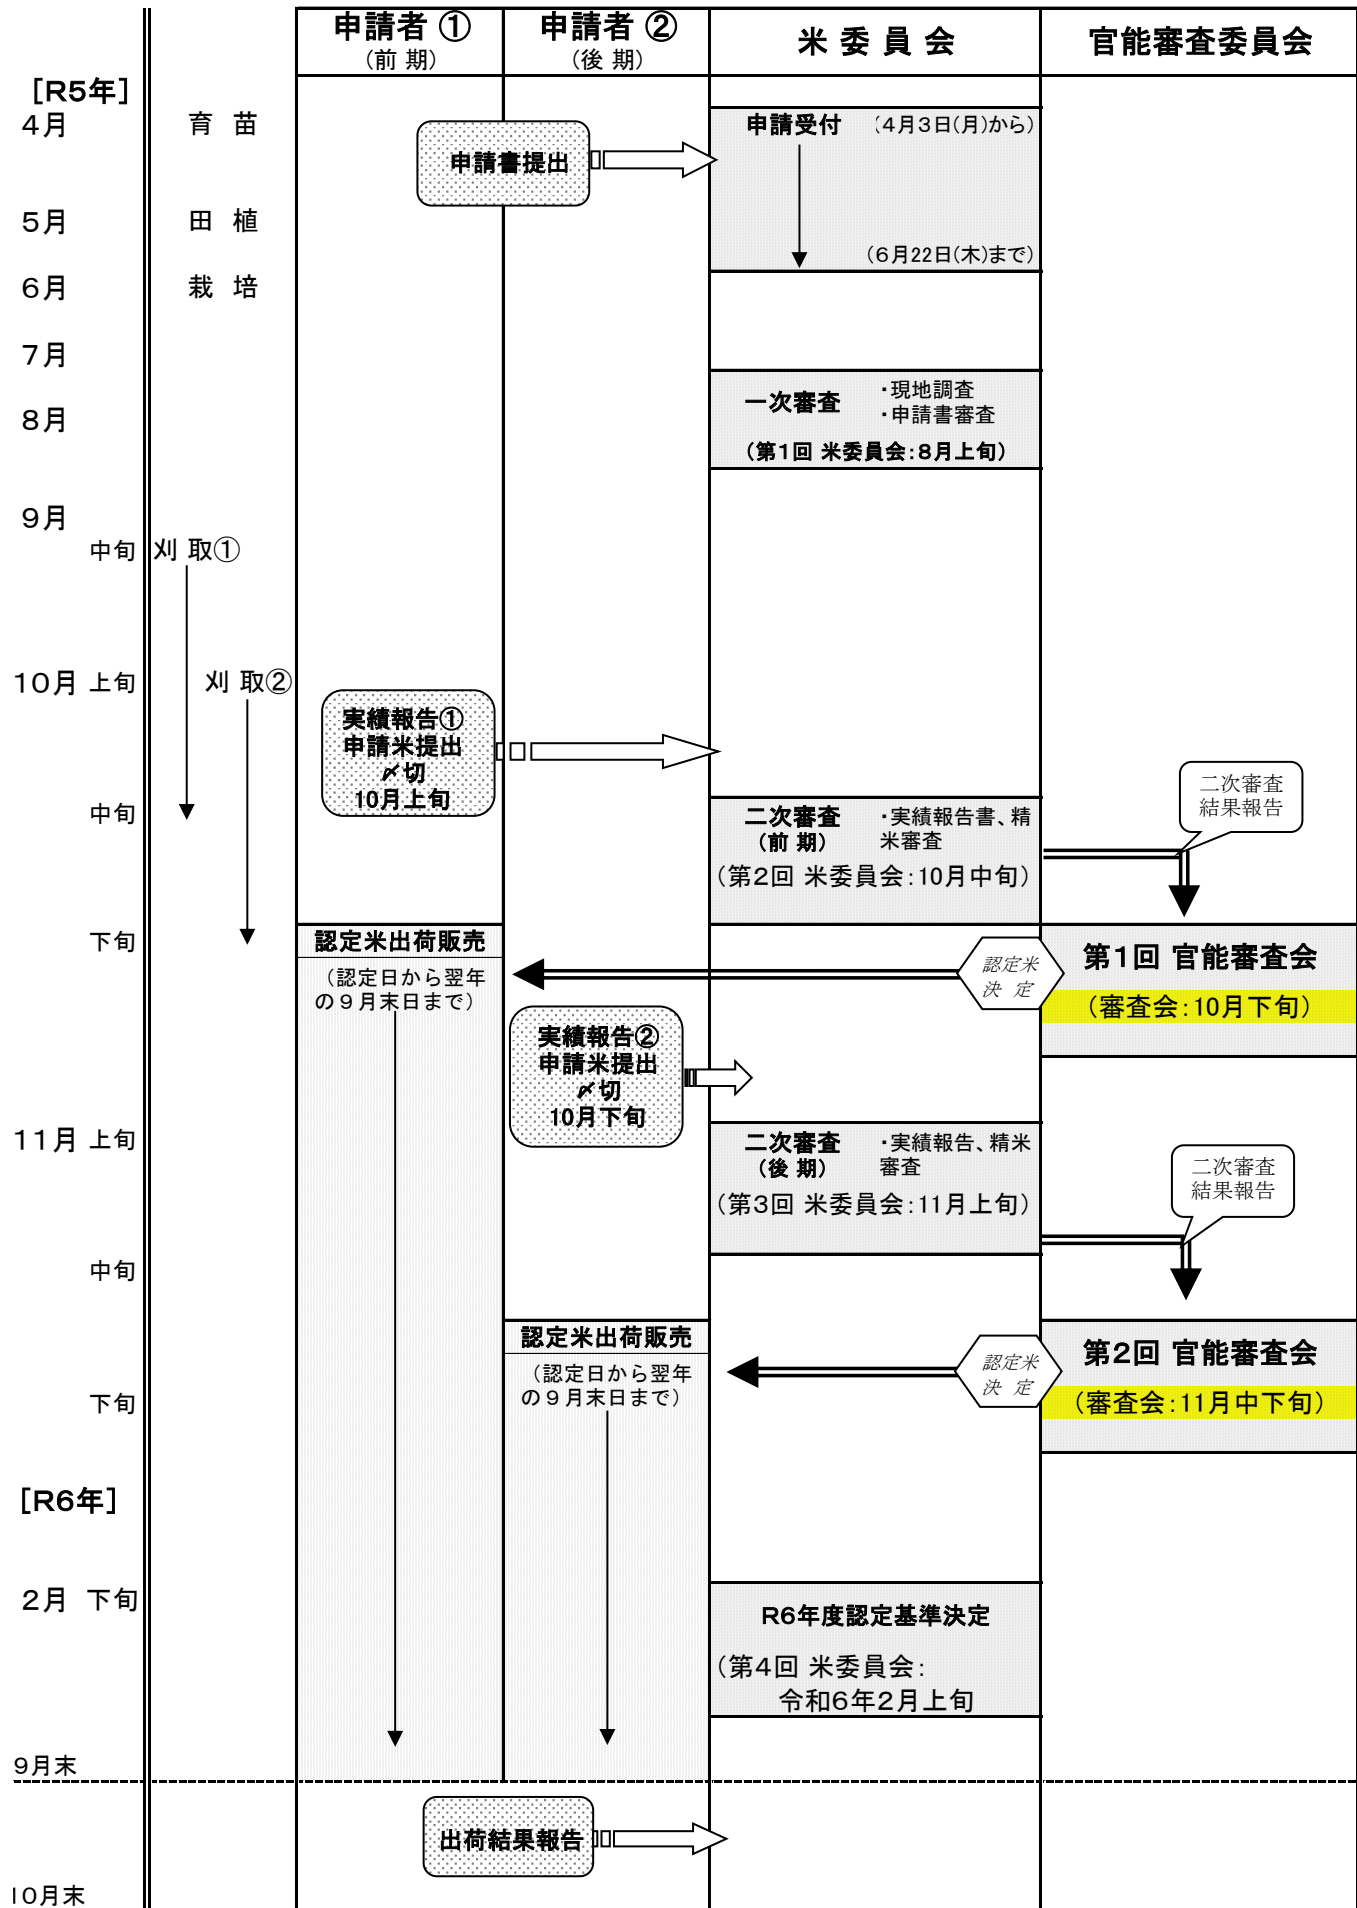 申請者 ①
（前 期）
申請者 ②
（後 期）
米 委 員 会
官能審査委員会
［R5年］
4月
育 苗
申請書提出
申請受付 （4月3日(月)から）
5月
田 植
（6月22日(木)まで）
6月
栽 培
7月
8月
一次審査
・現地調査
・申請書審査
（第1回 米委員会：8月上旬）
9月
中旬
刈 取①
10月 上旬
刈 取②
実績報告①
申請米提出
〆切
10月上旬
中旬
二次審査
（前 期）
・実績報告書、精
米審査
（第2回 米委員会：10月中旬）
二次審査
結果報告
下旬
認定米出荷販売
（認定日から翌年
の９月末日まで）
認定米
決 定
第1回 官能審査会
（審査会：10月下旬）
実績報告②
申請米提出
〆切
10月下旬
11月 上旬
二次審査
（後 期）
・実績報告、精米
審査
（第3回 米委員会：11月上旬）
二次審査
結果報告
中旬
認定米出荷販売
（認定日から翌年
の９月末日まで）
認定米
決 定
第2回 官能審査会
（審査会：11月中下旬）
下旬
［R6年］
2月 下旬
R6年度認定基準決定
（第4回 米委員会：
令和6年2月上旬
9月末
出荷結果報告
10月末